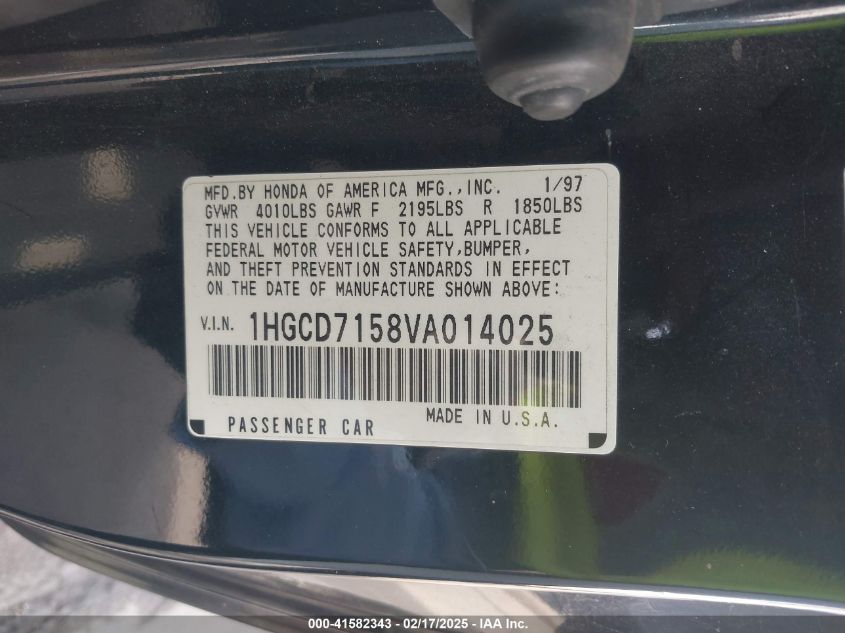 MFD.BY HONDA OF AMERICA MFG.,INC. 1/97
GVWR 4010LBS GAWR F 2195LBS R 1850LBS
THIS VEHICLE CONFORMS TO ALL APPLICABLE
FEDERAL MOTOR VEHICLE SAFETY,BUMPER,
AND THEFT PREVENTION STANDARDS IN EFFECT
ON THE DATE OF MANUFACTURE SHOWN ABOVE:
V.I.N. 1HGCD7158VA014025
PASSENGER CAR MADE IN U.S.A.
000-41582343 - 02/17/2025 - IAA Inc.